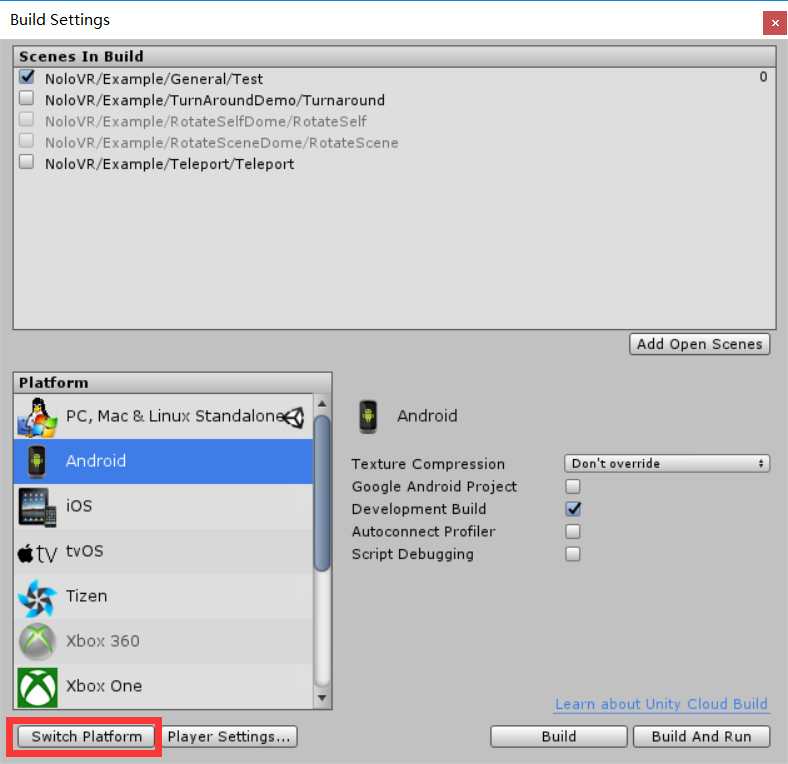 Build Settings
Scenes In Build
NoloVR/Example/General/Test 0
NoloVR/Example/TurnAroundDemo/Turnaround
NoloVR/Example/RotateSelfDome/RotateSelf
NoloVR/Example/RotateSceneDome/RotateScene
NoloVR/Example/Teleport/Teleport
Add Open Scenes
Platform
PC, Mac & Linux Standalone
Android
iOS
tv tvOS
Tizen
Xbox 360
Xbox One
Android
Texture Compression Don't override
Google Android Project
Development Build
Autoconnect Profiler
Script Debugging
Learn about Unity Cloud Build
Switch Platform Player Settings... Build Build And Run